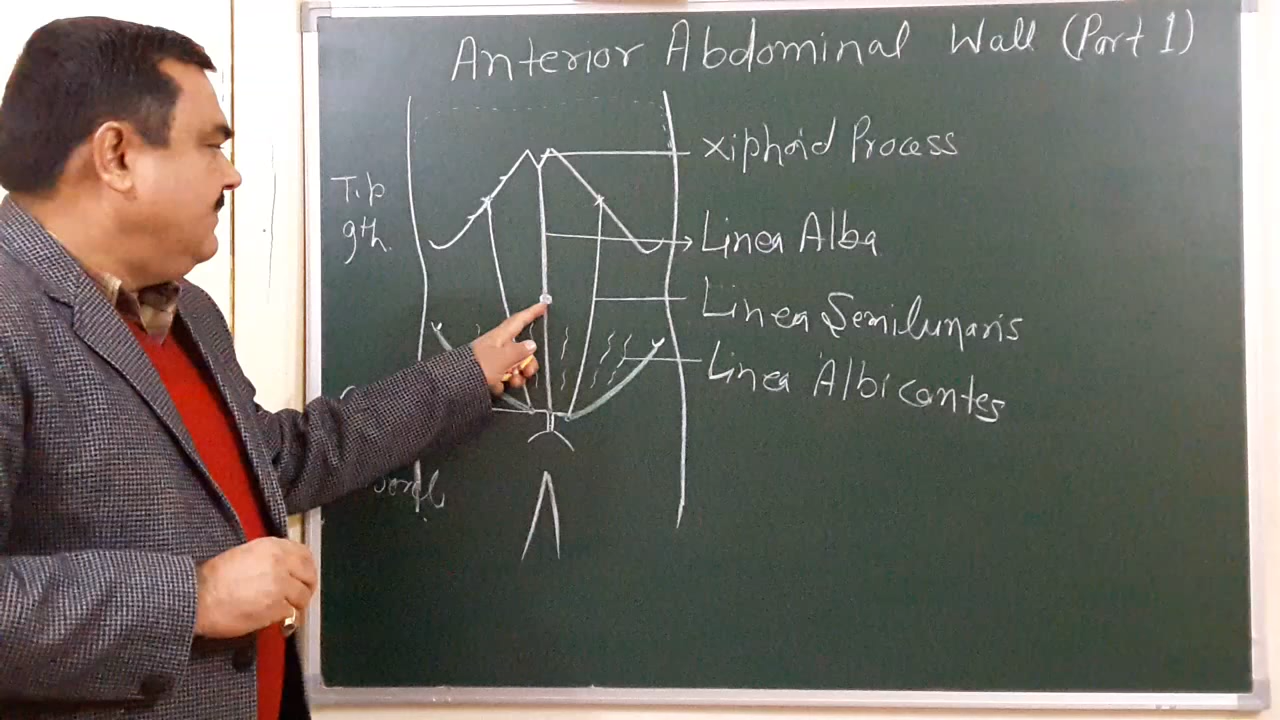 Anterior Abdominal Wall (Part 1)
Xiphoid Process
Tip
9th.
Linea Alba
Linea Semilunaris
Linea Albicantes